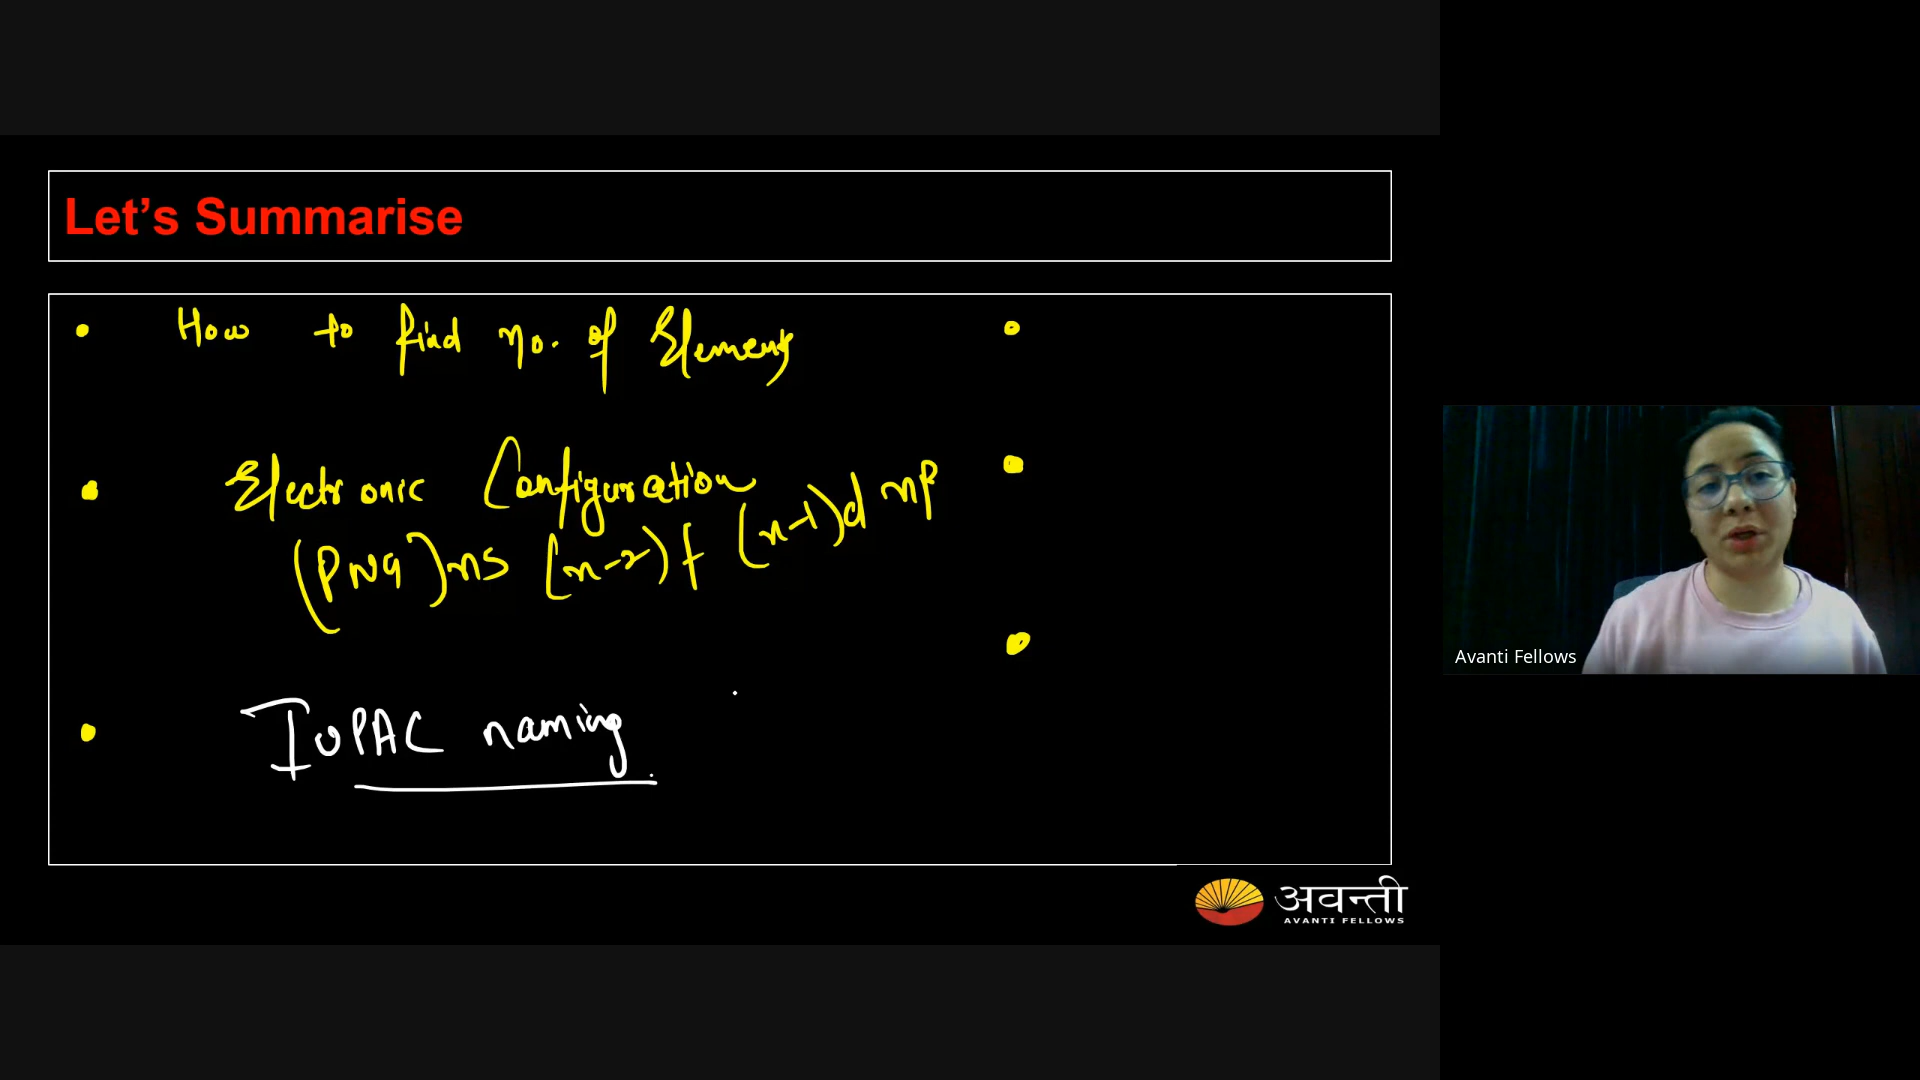 Let’s Summarise
• How to find no. of Elements
• Electronic Configuration
(PNG) ns (n-2) f (n-1)d np
• IUPAC naming
Avanti Fellows
अवन्ती
AVANTI FELLOWS